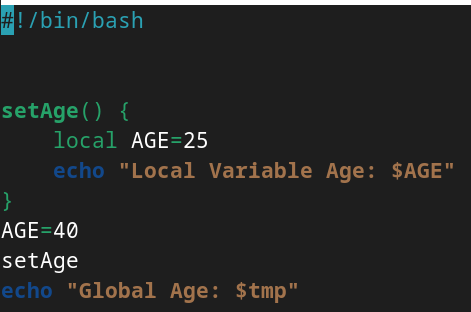 #!/bin/bash
setAge() {
    local AGE=25
    echo "Local Variable Age: $AGE"
}
AGE=40
setAge
echo "Global Age: $tmp"